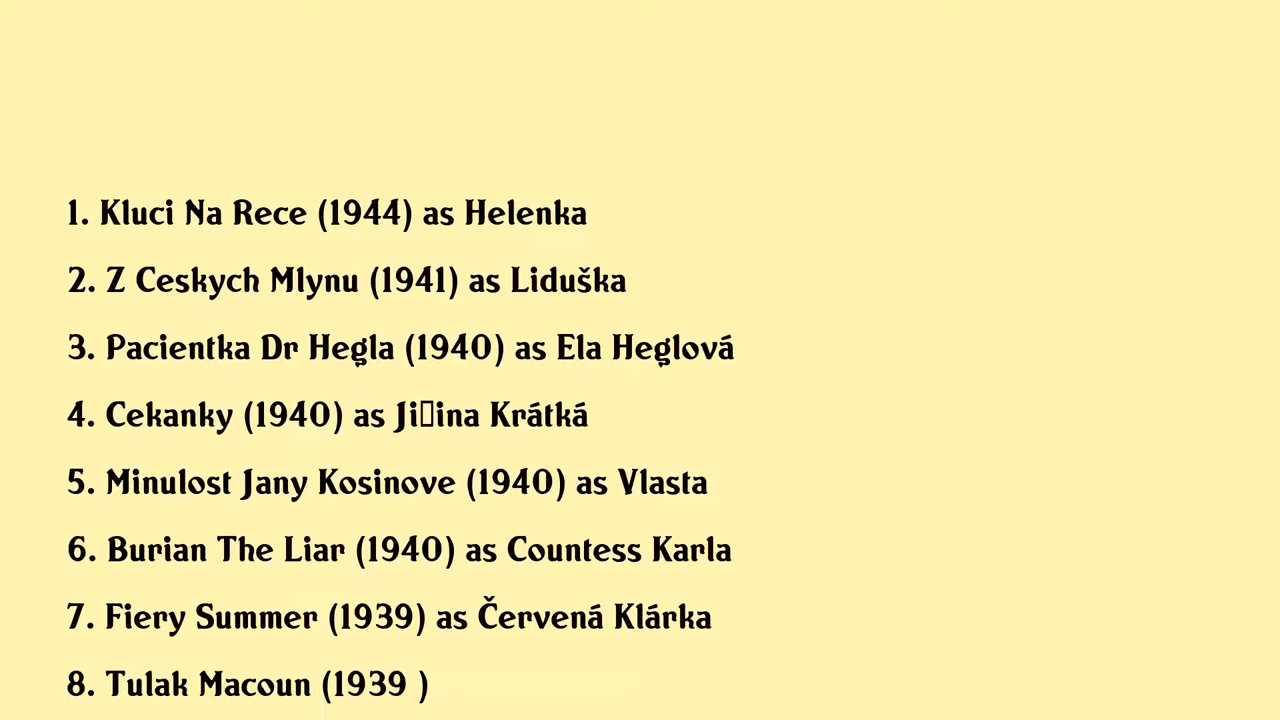 1. Kluci Na Rece (1944) as Helenka
2. Z Ceskych Mlynu (1941) as Liduška
3. Pacientka Dr Hegla (1940) as Ela Heglová
4. Cekanky (1940) as Ji▯ina Krátká
5. Minulost Jany Kosinove (1940) as Vlasta
6. Burian The Liar (1940) as Countess Karla
7. Fiery Summer (1939) as Červená Klárka
8. Tulak Macoun (1939 )